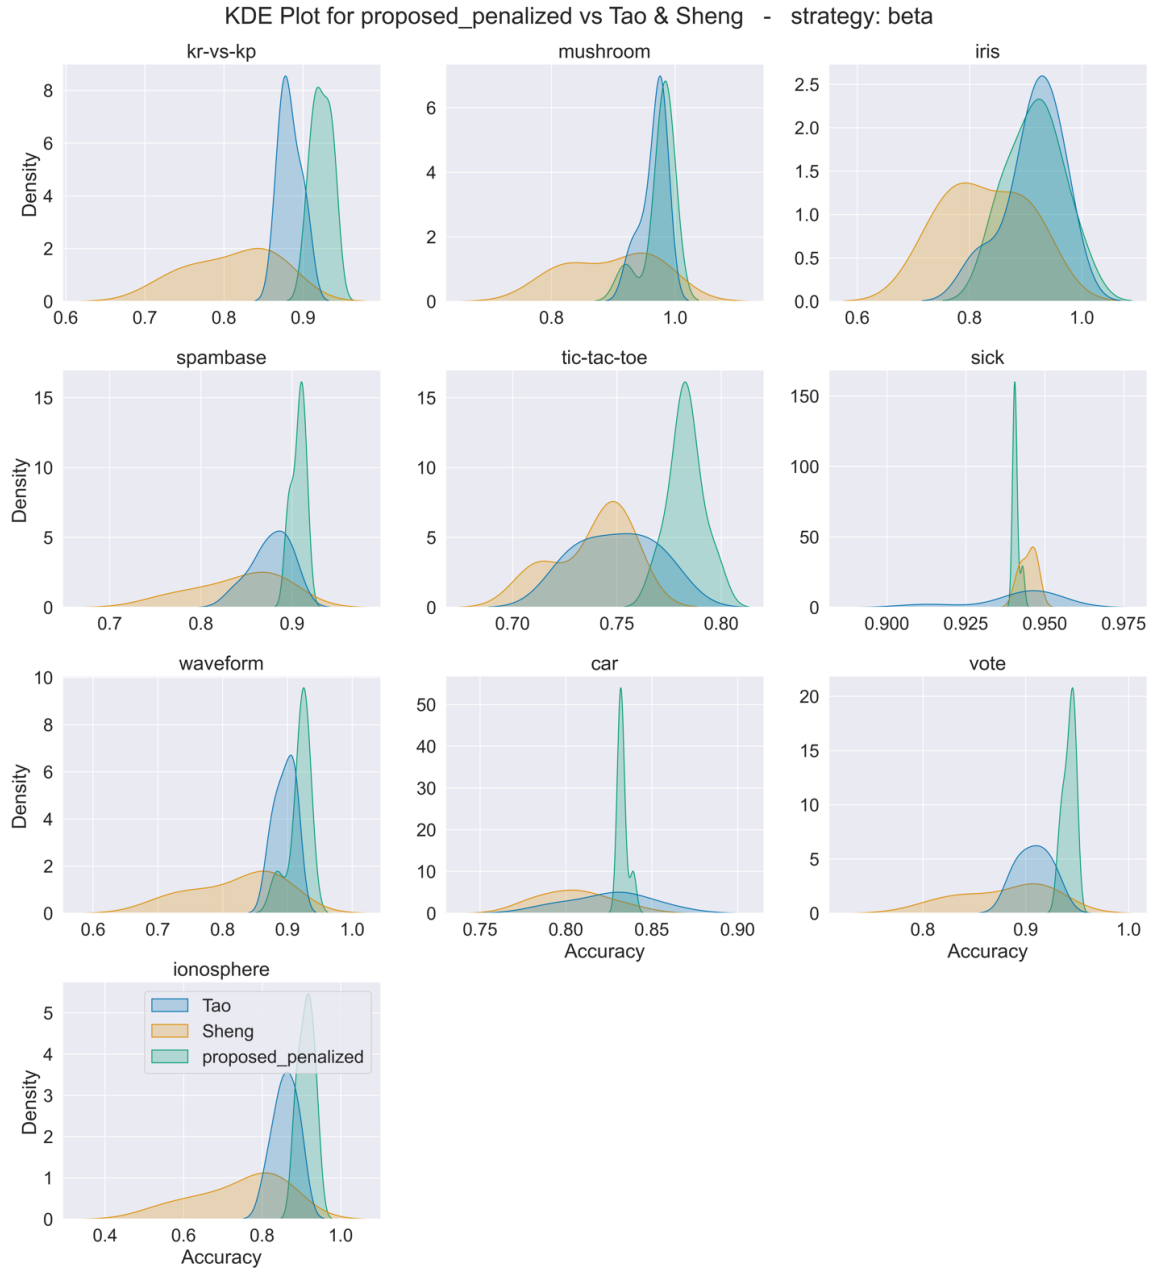 KDE Plot for proposed_penalized vs Tao & Sheng - strategy: beta
kr-vs-kp
Density
8
6
4
2
0
0.6 0.7 0.8 0.9
mushroom
6
4
2
0
0.8 1.0
iris
2.5
2.0
1.5
1.0
0.5
0.0
0.6 0.8 1.0
spambase
Density
15
10
5
0
0.7 0.8 0.9
tic-tac-toe
15
10
5
0
0.70 0.75 0.80
sick
150
100
50
0
0.900 0.925 0.950 0.975
waveform
Density
10
8
6
4
2
0
0.6 0.7 0.8 0.9 1.0
car
50
40
30
20
10
0
0.75 0.80 0.85 0.90
Accuracy
vote
20
15
10
5
0
0.8 0.9 1.0
Accuracy
ionosphere
Density
5
4
3
2
1
0
Tao
Sheng
proposed_penalized
0.4 0.6 0.8 1.0
Accuracy